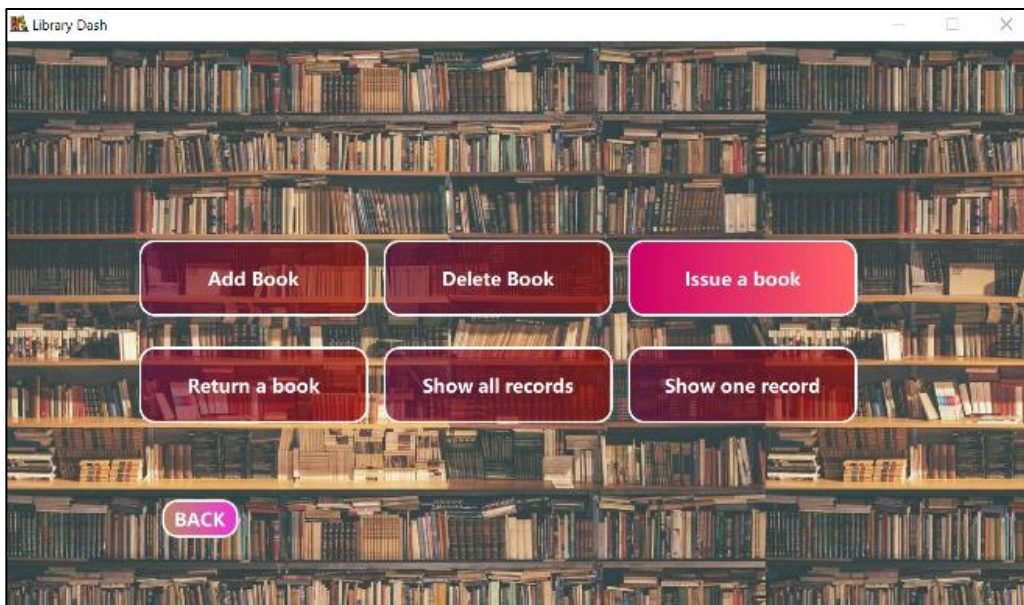 Library Dash
Add Book
Delete Book
Issue a book
Return a book
Show all records
Show one record
BACK